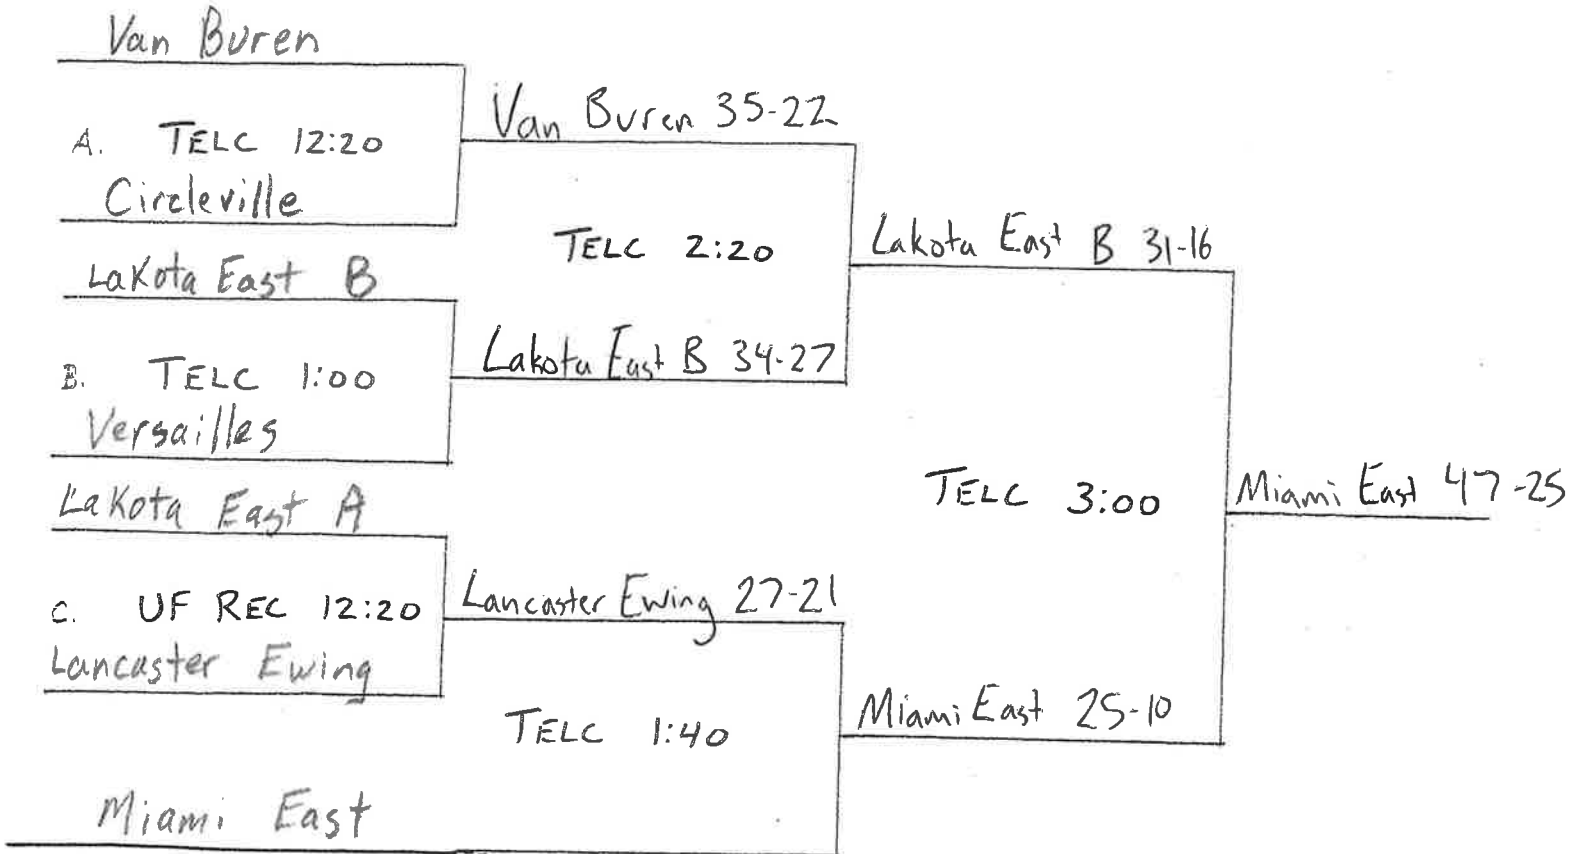 Van Buren
Van Buren 35-22
A. TELC 12:20
Circleville
Lakota East B 31-16
TELC 2:20
LaKota East B
Lakota East B 34-27
B. TELC 1:00
Versailles
Miami East 47-25
TELC 3:00
LaKota East A
Lancaster Ewing 27-21
C. UF REC 12:20
Lancaster Ewing
Miami East 25-10
TELC 1:40
Miami East